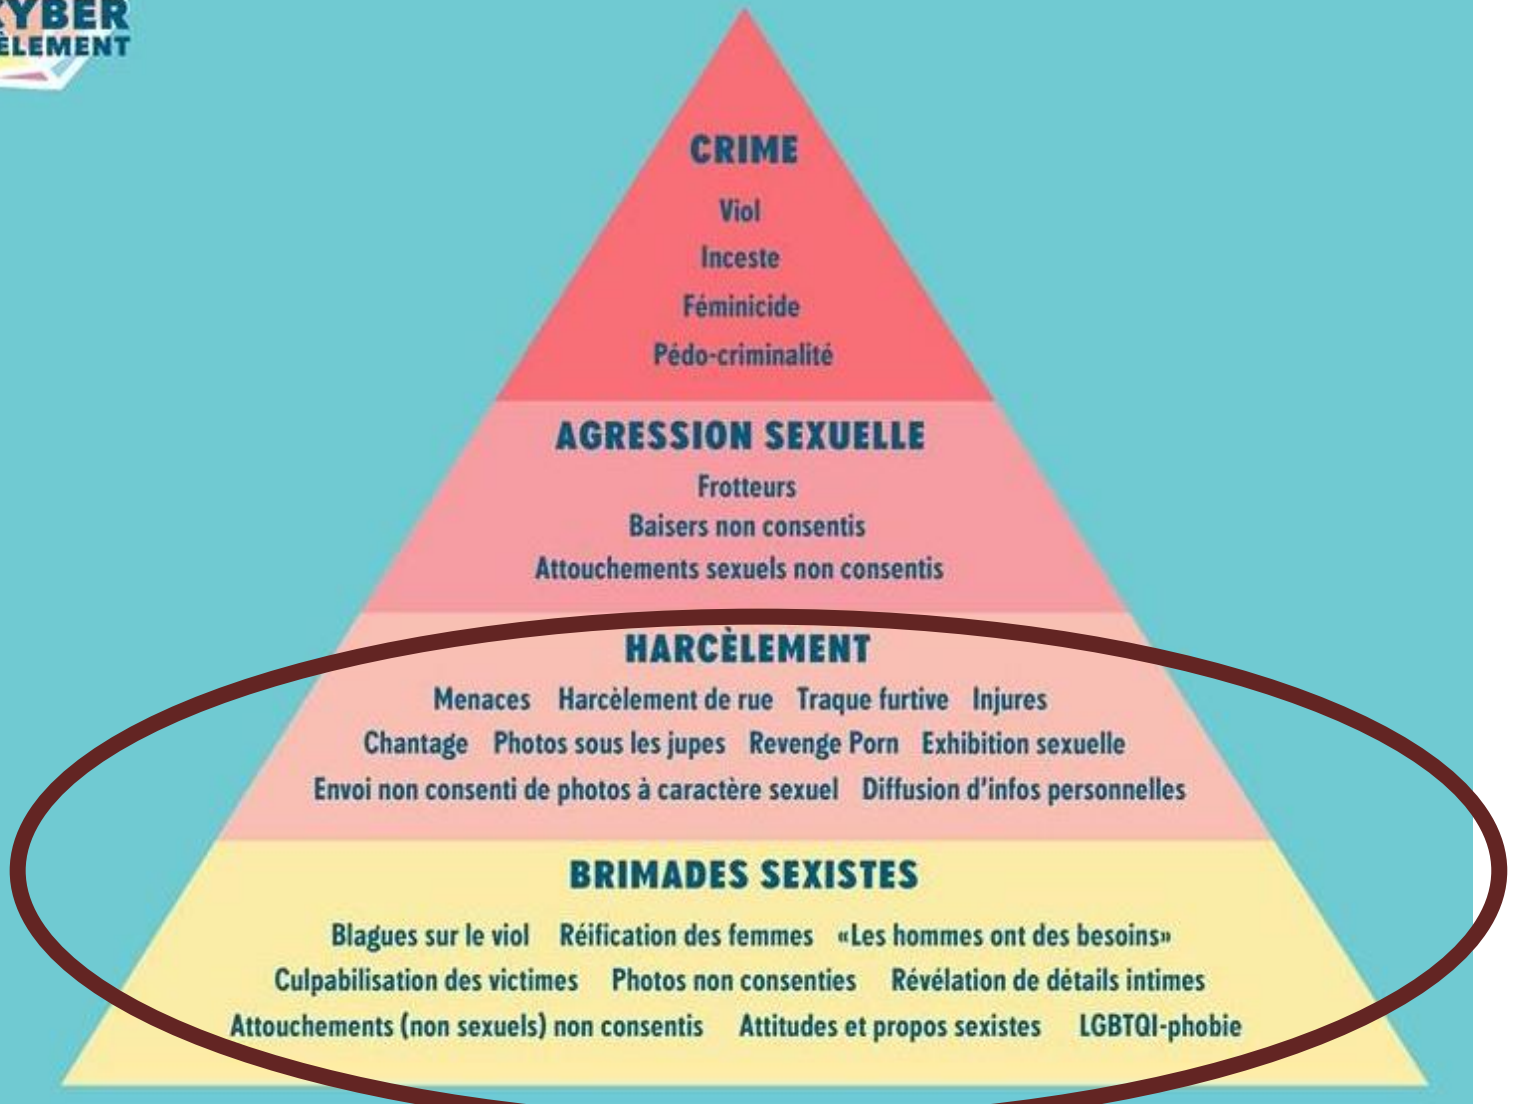 CYBER
ÈLEMENT
CRIME
Viol
Inceste
Féminicide
Pédo-criminalité
AGRESSION SEXUELLE
Frotteurs
Baisers non consentis
Attouchements sexuels non consentis
HARCÈLEMENT
Menaces Harcèlement de rue Traque furtive Injures
Chantage Photos sous les jupes Revenge Porn Exhibition sexuelle
Envoi non consenti de photos à caractère sexuel Diffusion d'infos personnelles
BRIMADES SEXISTES
Blagues sur le viol Réification des femmes «Les hommes ont des besoins»
Culpabilisation des victimes Photos non consenties Révélation de détails intimes
Attouchements (non sexuels) non consentis Attitudes et propos sexistes LGBTQI-phobie